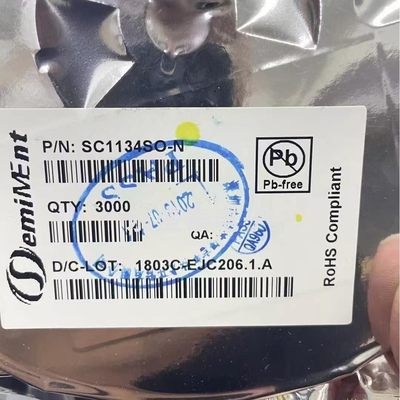 SemiMEnt
P/N: SC1134SO-N
Pb
Pb-free
QTY: 3000
QA:
D/C-LOT: 1803C-EJC206.1.A
RoHS Compliant